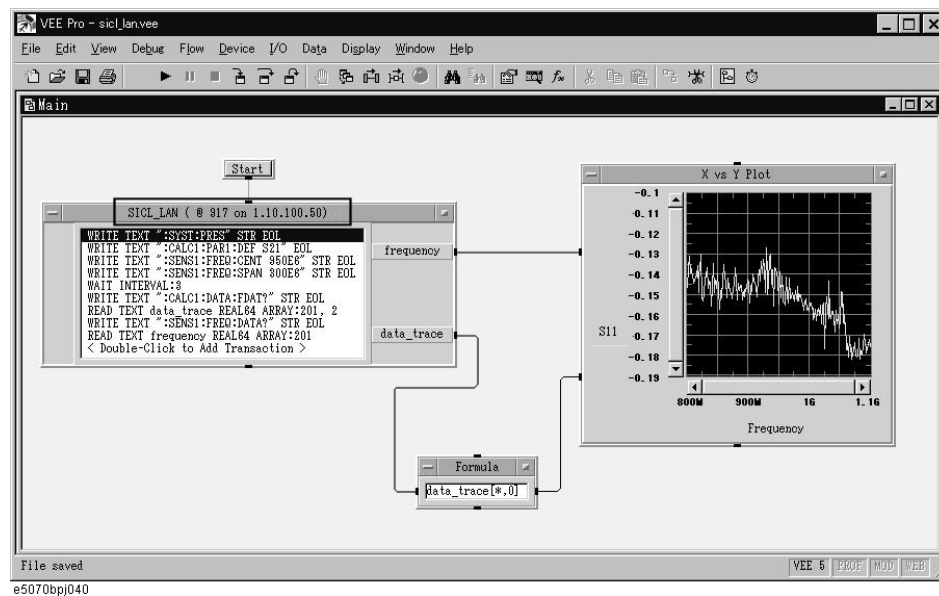 VEE Pro - sicl_lan.vee
File Edit View Debug Flow Device I/O Data Display Window Help
Main
Start
SICL_LAN ( @ 917 on 1.10.100.50)
WRITE TEXT ":SYST:PRES" STR EOL
WRITE TEXT ":CALC1:PAR1:DEF S21" EOL
WRITE TEXT ":SENS1:FREQ:CENT 950E6" STR EOL
WRITE TEXT ":SENS1:FREQ:SPAN 300E6" STR EOL
WAIT INTERVAL:3
WRITE TEXT ":CALC1:DATA:FDAT?" STR EOL
READ TEXT data_trace REAL64 ARRAY:201, 2
WRITE TEXT ":SENS1:FREQ:DATA?" STR EOL
READ TEXT frequency REAL64 ARRAY:201
< Double-Click to Add Transaction >
frequency
data_trace
Formula
data_trace[*,0]
X vs Y Plot
-0.1
-0.11
-0.12
-0.13
-0.14
-0.15
-0.16
-0.17
-0.18
-0.19
S11
800M 900M 1G 1.1G
Frequency
File saved
VEE 5 PROF MOD WEB
e5070bpj040